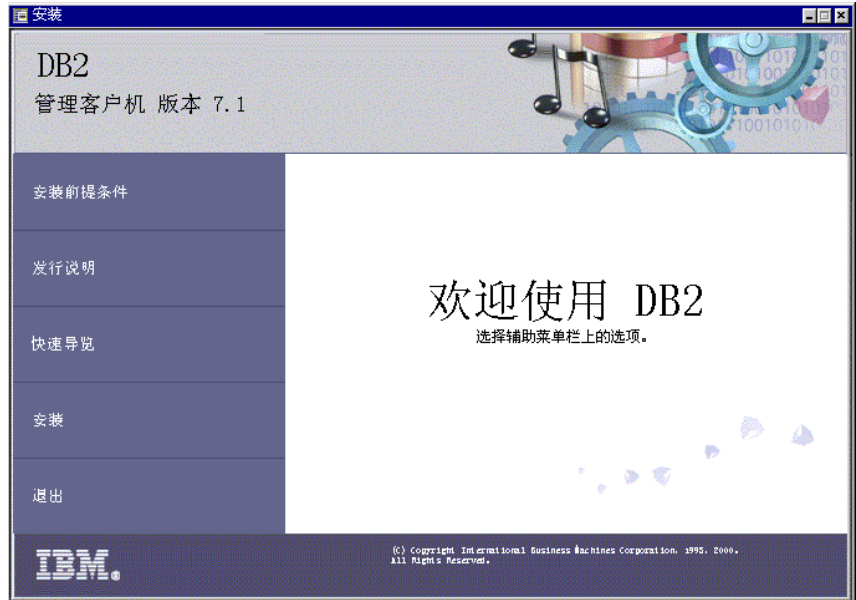 安装
DB2
管理客户机 版本 7.1
安装前提条件
发行说明
快速导览
安装
退出
欢迎使用 DB2
选择辅助菜单栏上的选项。
IBM®
(C) Copyright International Business Machines Corporation. 1995. 2000.
All Rights Reserved.